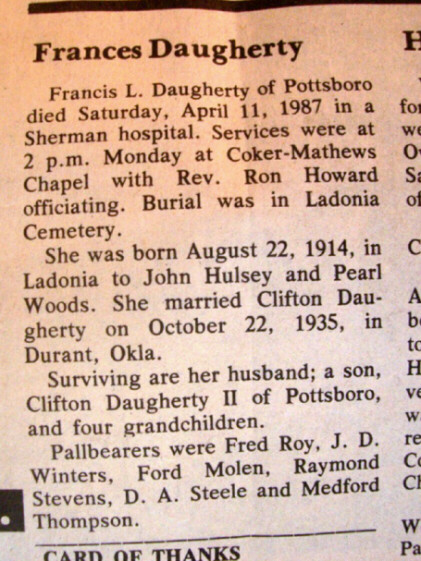 Frances Daugherty
Francis L. Daugherty of Pottsboro
died Saturday, April 11, 1987 in a
Sherman hospital. Services were at
2 p.m. Monday at Coker-Mathews
Chapel with Rev. Ron Howard
officiating. Burial was in Ladonia
Cemetery.
She was born August 22, 1914, in
Ladonia to John Hulsey and Pearl
Woods. She married Clifton Dau-
gherty on October 22, 1935, in
Durant, Okla.
Surviving are her husband; a son,
Clifton Daugherty II of Pottsboro,
and four grandchildren.
Pallbearers were Fred Roy, J. D.
Winters, Ford Molen, Raymond
Stevens, D. A. Steele and Medford
Thompson.
CARD OF THANKS